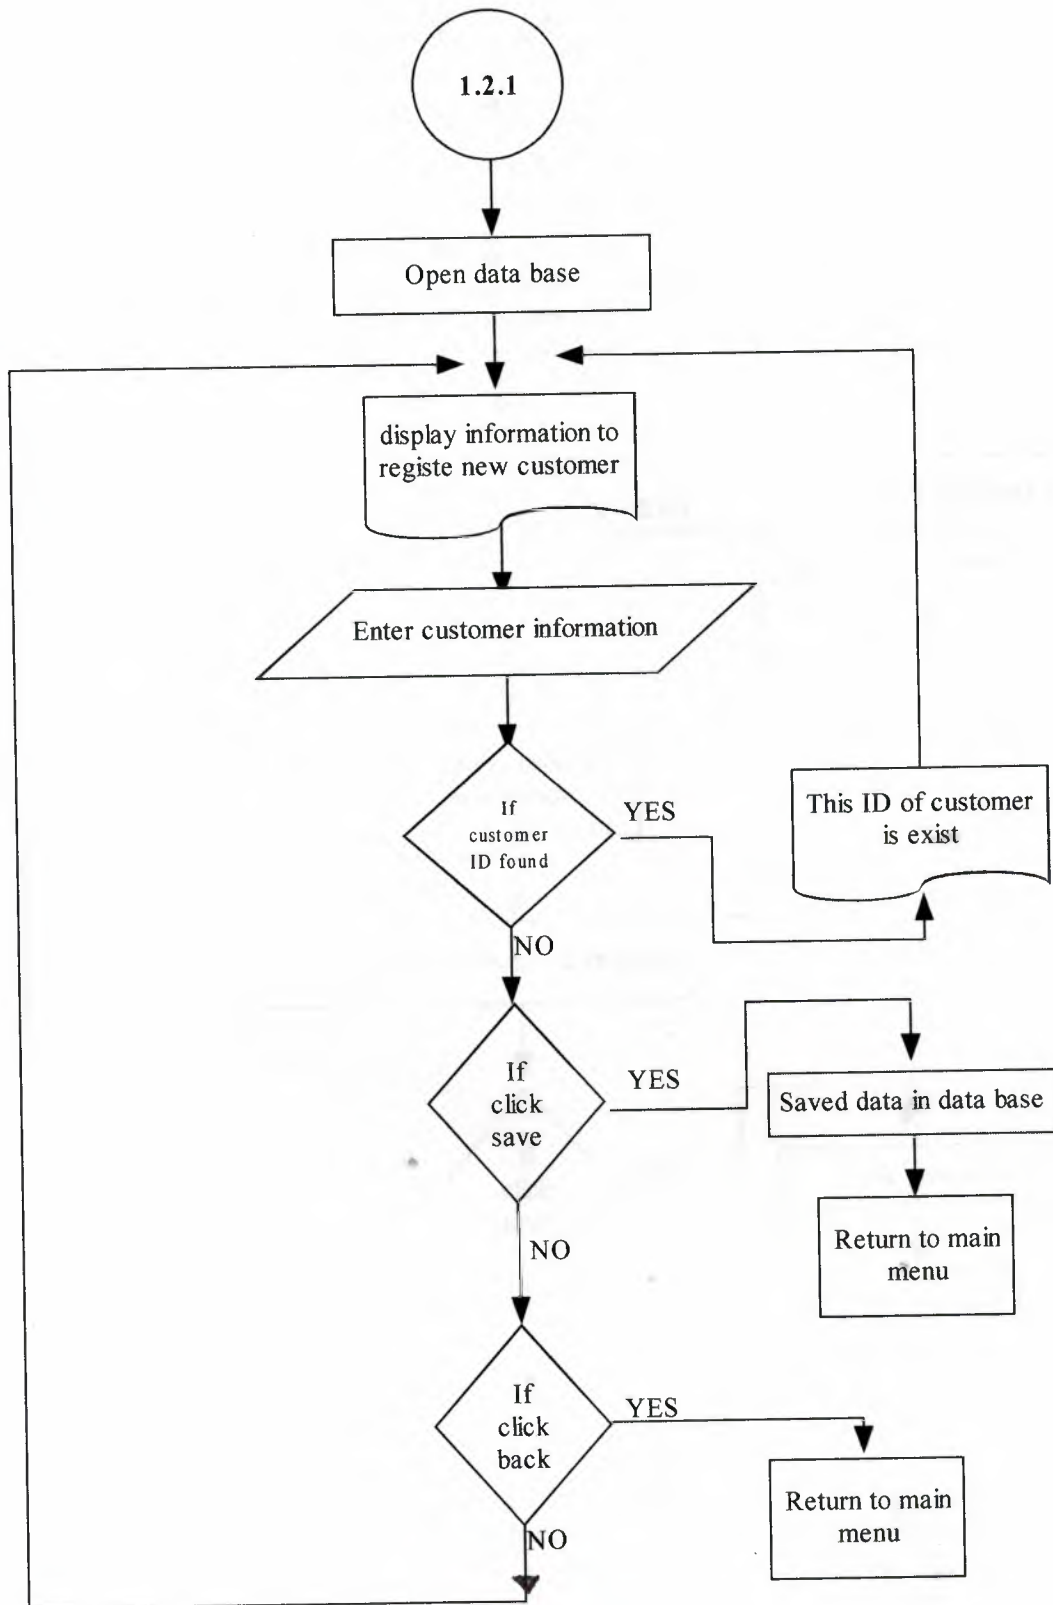 1.2.1
Open data base
display information to
registe new customer
Enter customer information
If
customer
ID found
YES
This ID of customer
is exist
NO
If
click
save
YES
Saved data in data base
NO
Return to main
menu
If
click
back
YES
Return to main
menu
NO